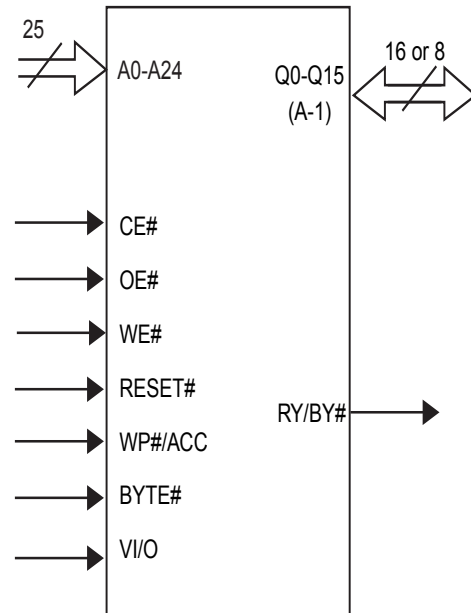 25
A0-A24
Q0-Q15
(A-1)
16 or 8
CE#
OE#
WE#
RESET#
RY/BY#
WP#/ACC
BYTE#
VI/O